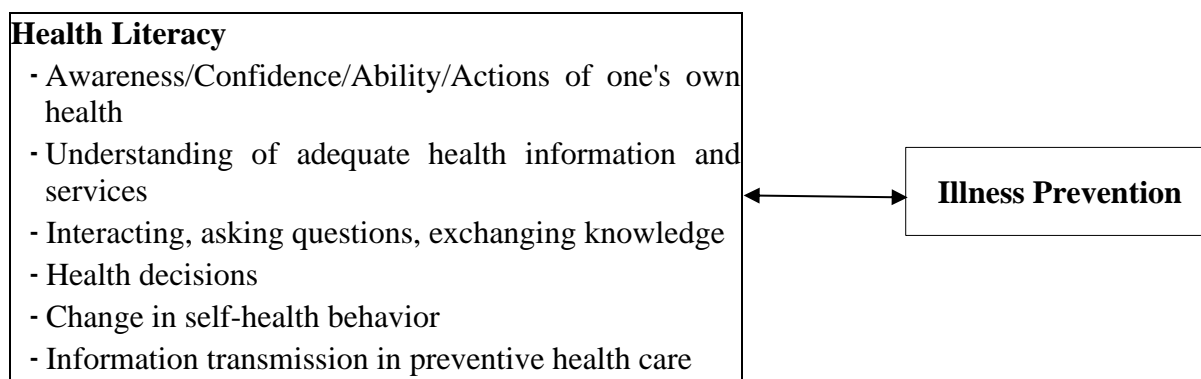 Health Literacy
- Awareness/Confidence/Ability/Actions of one's own
health
- Understanding of adequate health information and
services
- Interacting, asking questions, exchanging knowledge
- Health decisions
- Change in self-health behavior
- Information transmission in preventive health care
Illness Prevention